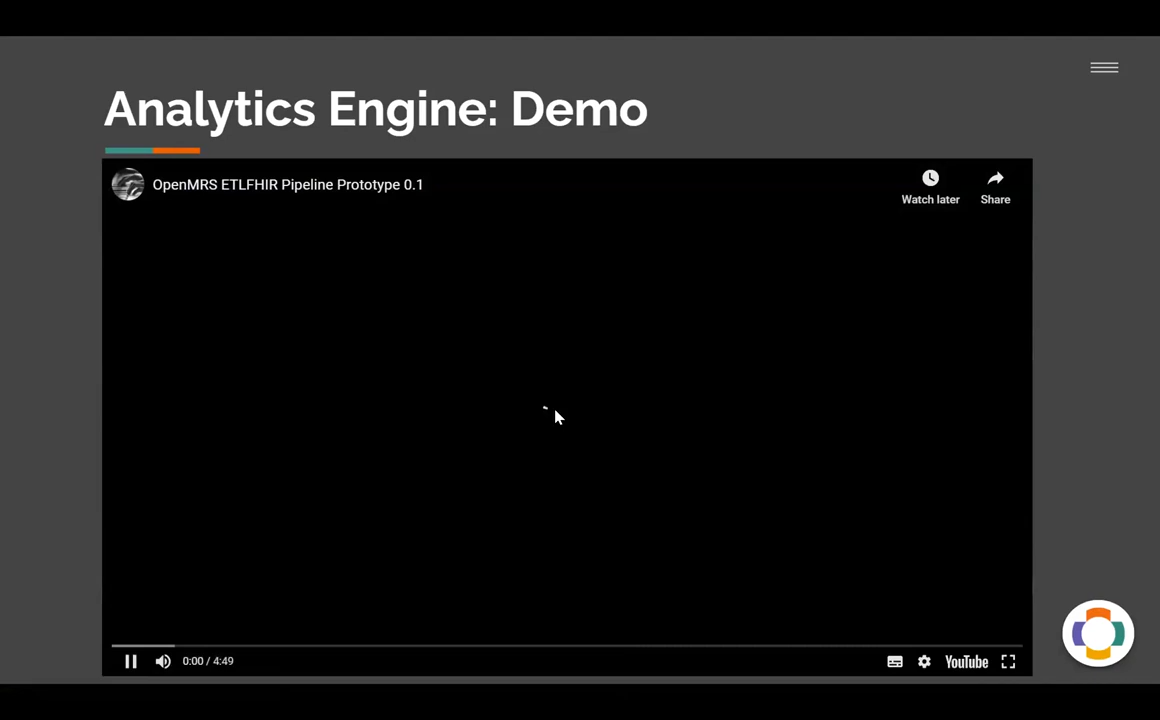 Analytics Engine: Demo
OpenMRS ETLFHIR Pipeline Prototype 0.1
Watch later
Share
0:00 / 4:49
YouTube